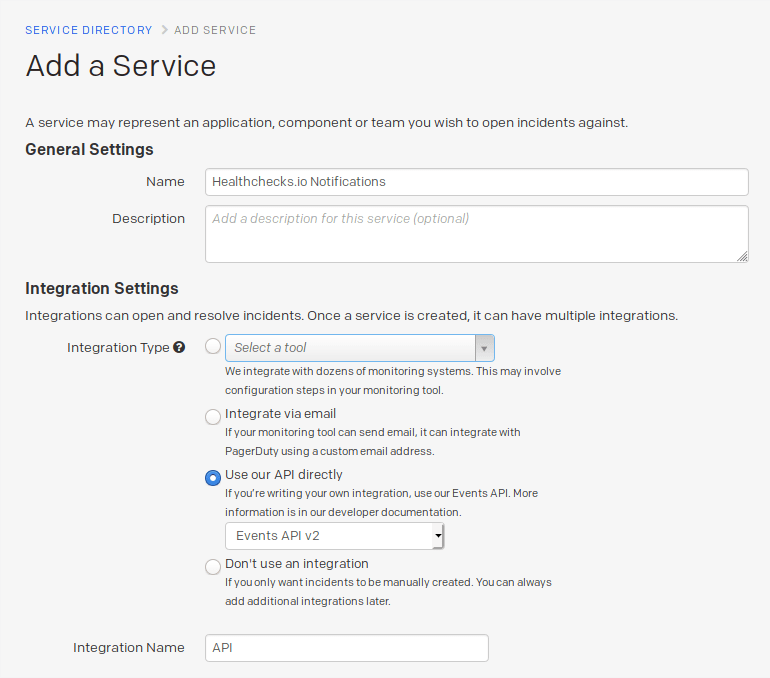 SERVICE DIRECTORY > ADD SERVICE
Add a Service
A service may represent an application, component or team you wish to open incidents against.
General Settings
Name Healthchecks.io Notifications
Description Add a description for this service (optional)
Integration Settings
Integrations can open and resolve incidents. Once a service is created, it can have multiple integrations.
Integration Type ? Select a tool
We integrate with dozens of monitoring systems. This may involve
configuration steps in your monitoring tool.
Integrate via email
If your monitoring tool can send email, it can integrate with
PagerDuty using a custom email address.
Use our API directly
If you're writing your own integration, use our Events API. More
information is in our developer documentation.
Events API v2
Don't use an integration
If you only want incidents to be manually created. You can always
add additional integrations later.
Integration Name API